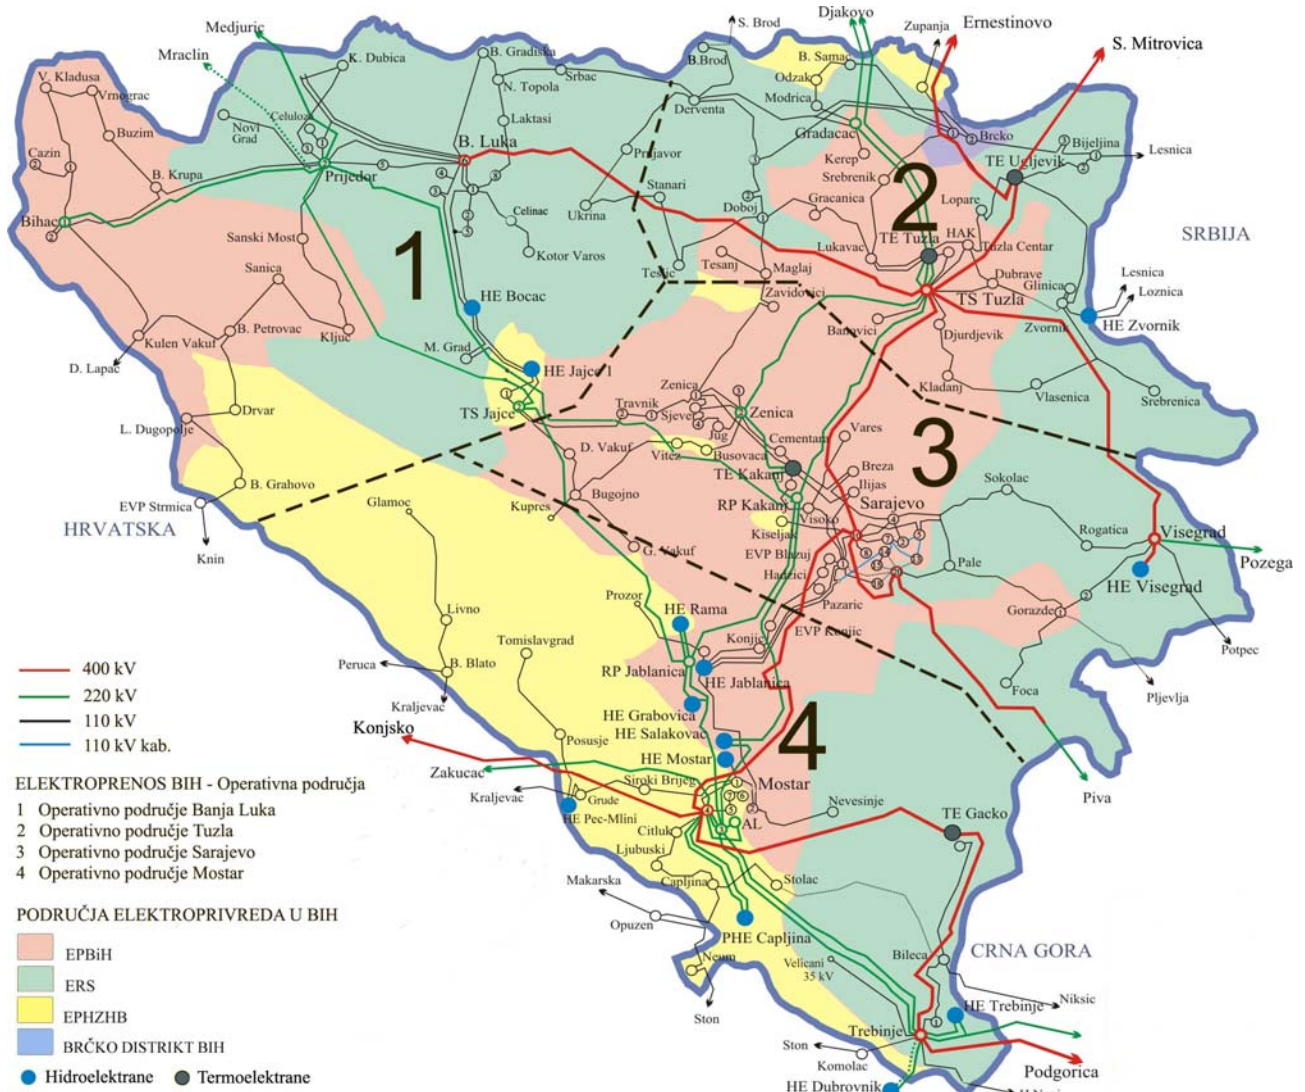 Medjuric
Mraclin
S. Brod
Djakovo
Zupanja
Ernestinovo
S. Mitrovica
V. Kladusa
Vrnograc
Buzim
Cazin
B. Krupa
Bihac
K. Dubica
Novi Grad
Celuloza
Prijedor
B. Gradiska
N. Topola
Srbac
Laktasi
B. Luka
Celinac
Kotor Varos
B.Brod
Derventa
Prnjavor
Stanari
Ukrina
Teslic
Doboj
Odzak
B. Samac
Modrica
Gradacac
Kerep
Srebrenik
Gracanica
Lukavac
Brcko
Bijeljina
Lesnica
TE Ugljevik
Lopare
TE Tuzla
HAK
Tuzla Centar
Dubrave
Glinica
TS Tuzla
Zvornik
HE Zvornik
Lesnica
Loznica
SRBIJA
Banovici
Djurdjevik
Kladanj
Vlasenica
Srebrenica
Tesanj
Maglaj
Zavidovici
Sanski Most
Sanica
B. Petrovac
Kljuc
Kulen Vakuf
D. Lapac
HE Bocac
M. Grad
HE Jajce 1
TS Jajce
Drvar
L. Dugopolje
B. Grahovo
EVP Strmica
Knin
HRVATSKA
Travnik
Zenica
Sjever
Jug
Zenica
Vitez
Busovaca
D. Vakuf
Bugojno
Kupres
G. Vakuf
Cementara
TE Kakanj
RP Kakanj
Vares
Breza
Ilijas
Visoko
Kiseljak
Sarajevo
EVP Blazuj
Hadzici
Pazaric
EVP Konjic
Konjic
Sokolac
Rogatica
Visegrad
HE Visegrad
Pozega
Pale
Gorazde
Foca
Potpec
Pljevlja
Piva
Glamoc
Livno
B. Blato
Peruca
Kraljevac
Tomislavgrad
Prozor
HE Rama
RP Jablanica
HE Jablanica
HE Grabovica
HE Salakovac
HE Mostar
Mostar
Konjsko
Zakucac
Posusje
Kraljevac
Grude
HE Pec-Mlini
Siroki Brijeg
Citluk
Ljubuski
Capljina
Makarska
Opuzen
Neum
Ston
PHE Capljina
AL
Nevesinje
Stolac
TE Gacko
Bileca
CRNA GORA
Niksic
Velicani
35 kV
HE Trebinje
Trebinje
Podgorica
Ston
Komolac
HE Dubrovnik
1
2
3
4
400 kV
220 kV
110 kV
110 kV kab.
ELEKTROPRENOS BIH - Operativna područja
1 Operativno područje Banja Luka
2 Operativno područje Tuzla
3 Operativno područje Sarajevo
4 Operativno područje Mostar
PODRUČJA ELEKTROPRIVREDA U BIH
EPBiH
ERS
EPHZHB
BRČKO DISTRIKT BIH
Hidroelektrane Termoelektrane